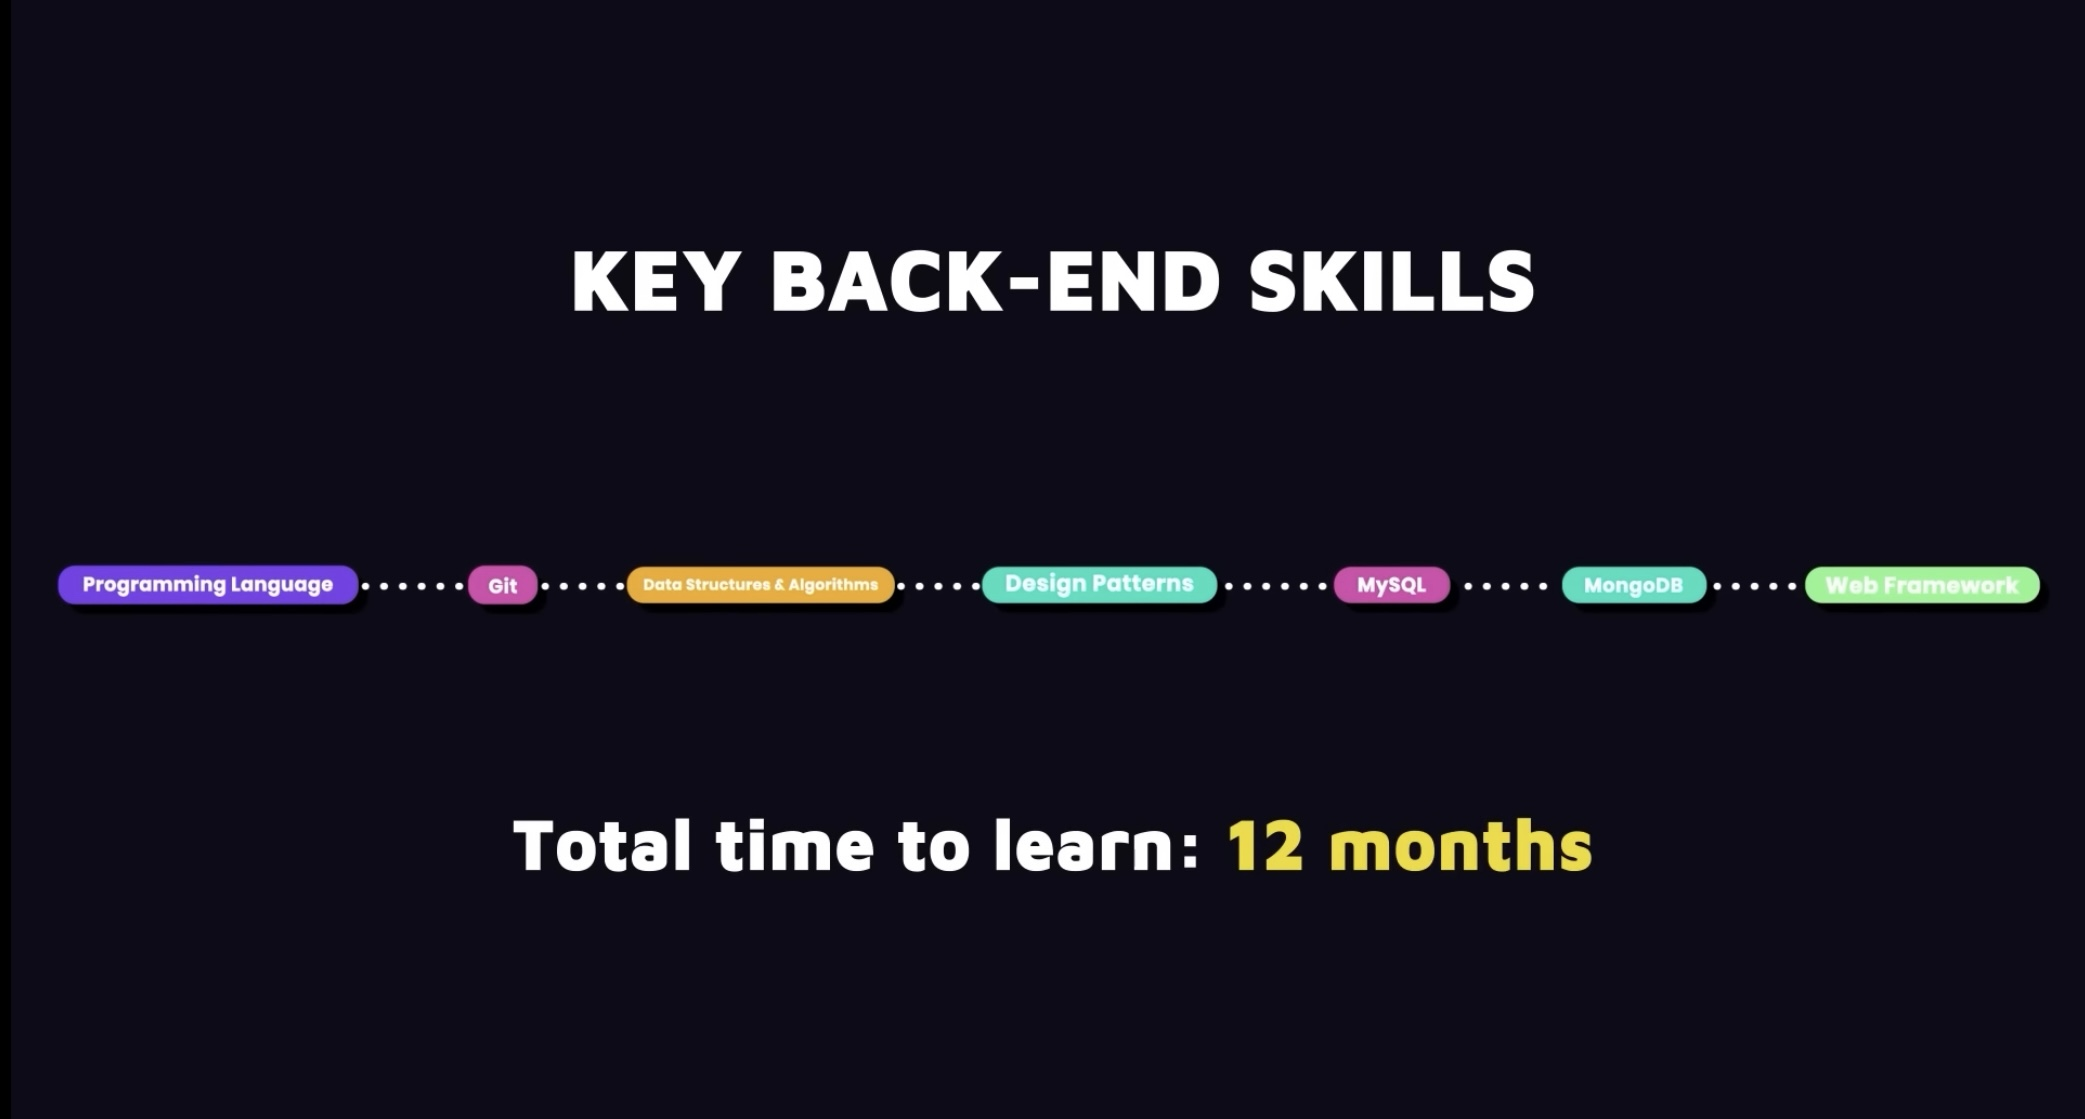 KEY BACK-END SKILLS
Programming Language Git Data Structures & Algorithms Design Patterns MySQL MongoDB Web Framework
Total time to learn: 12 months